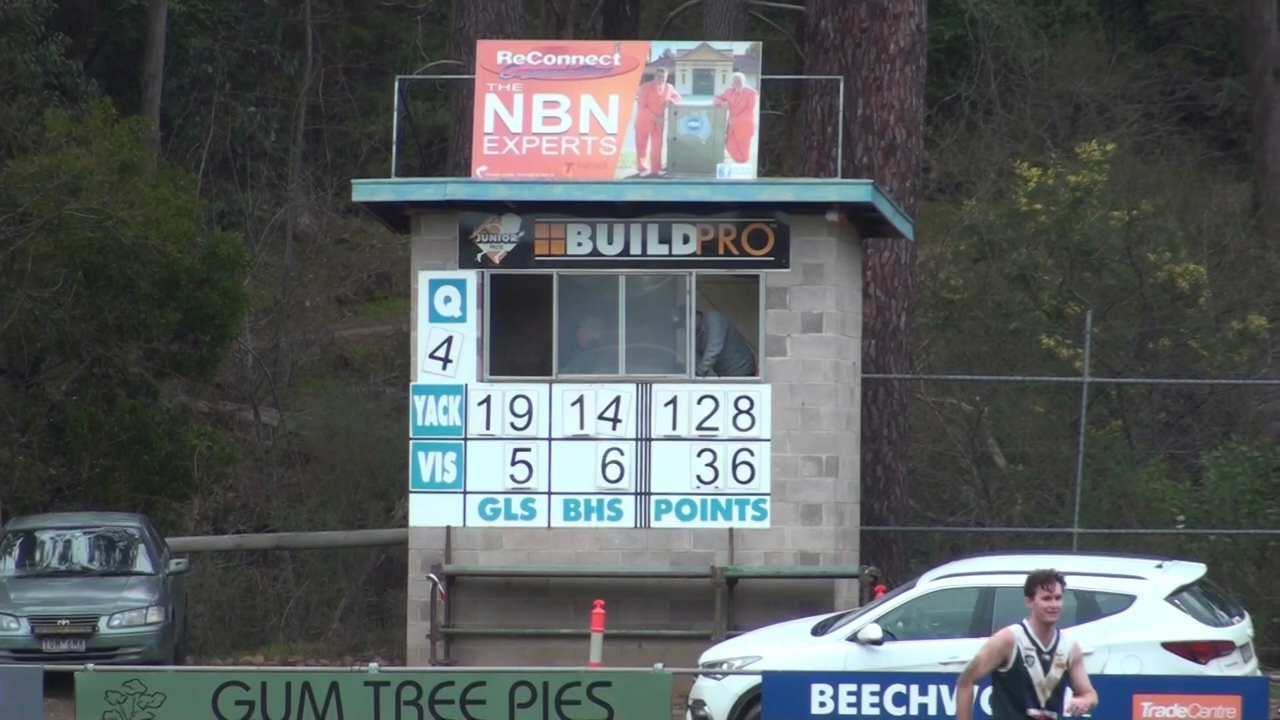 ReConnect
THE
NBN
EXPERTS
JUNIOR
BUILDPRO
Q
4
YACK 19 14 128
VIS 5 6 36
GLS BHS POINTS
GUM TREE PIES
BEECHWO
TradeCentre